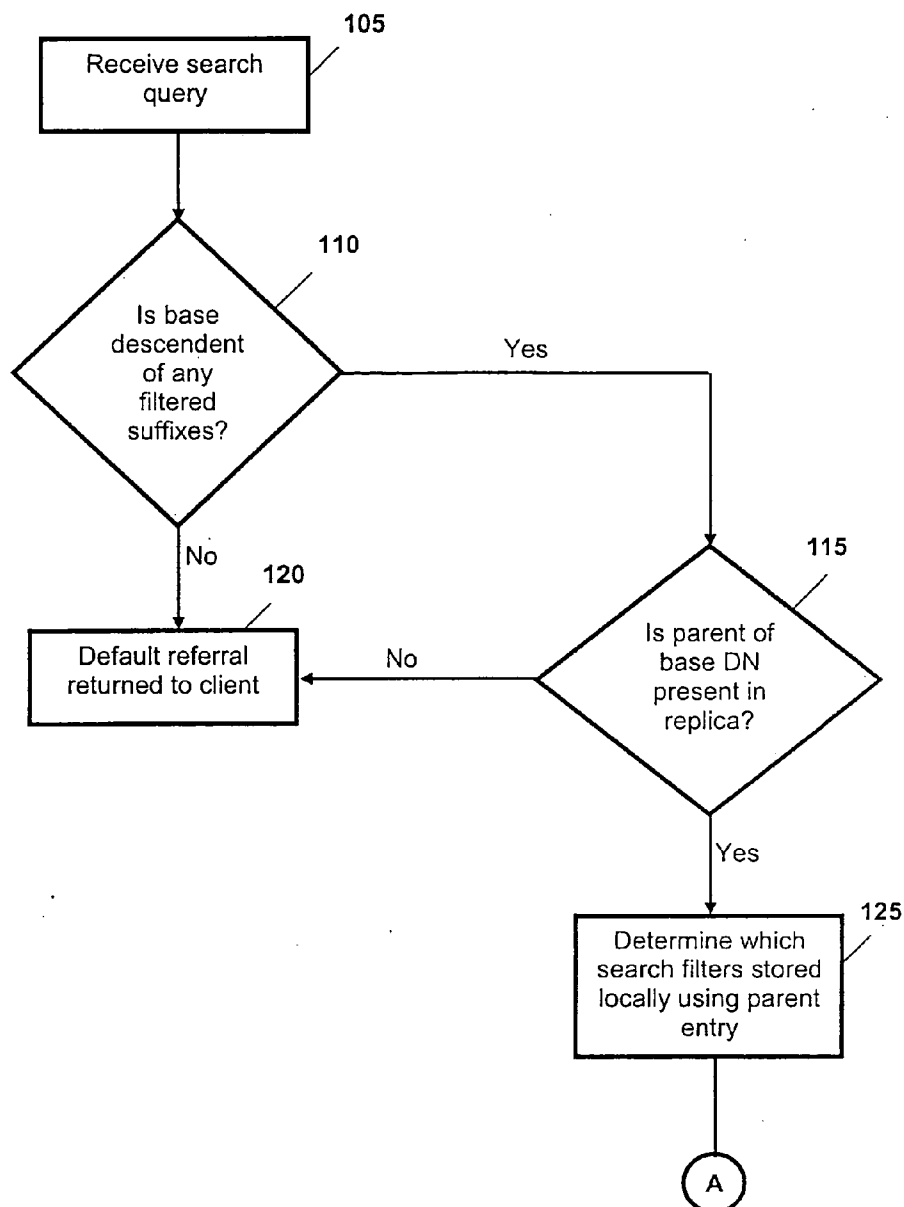 105
Receive search
query
110
Is base
descendent
of any
filtered
suffixes?
Yes
No
120
Default referral
returned to client
No
115
Is parent of
base DN
present in
replica?
Yes
125
Determine which
search filters stored
locally using parent
entry
A